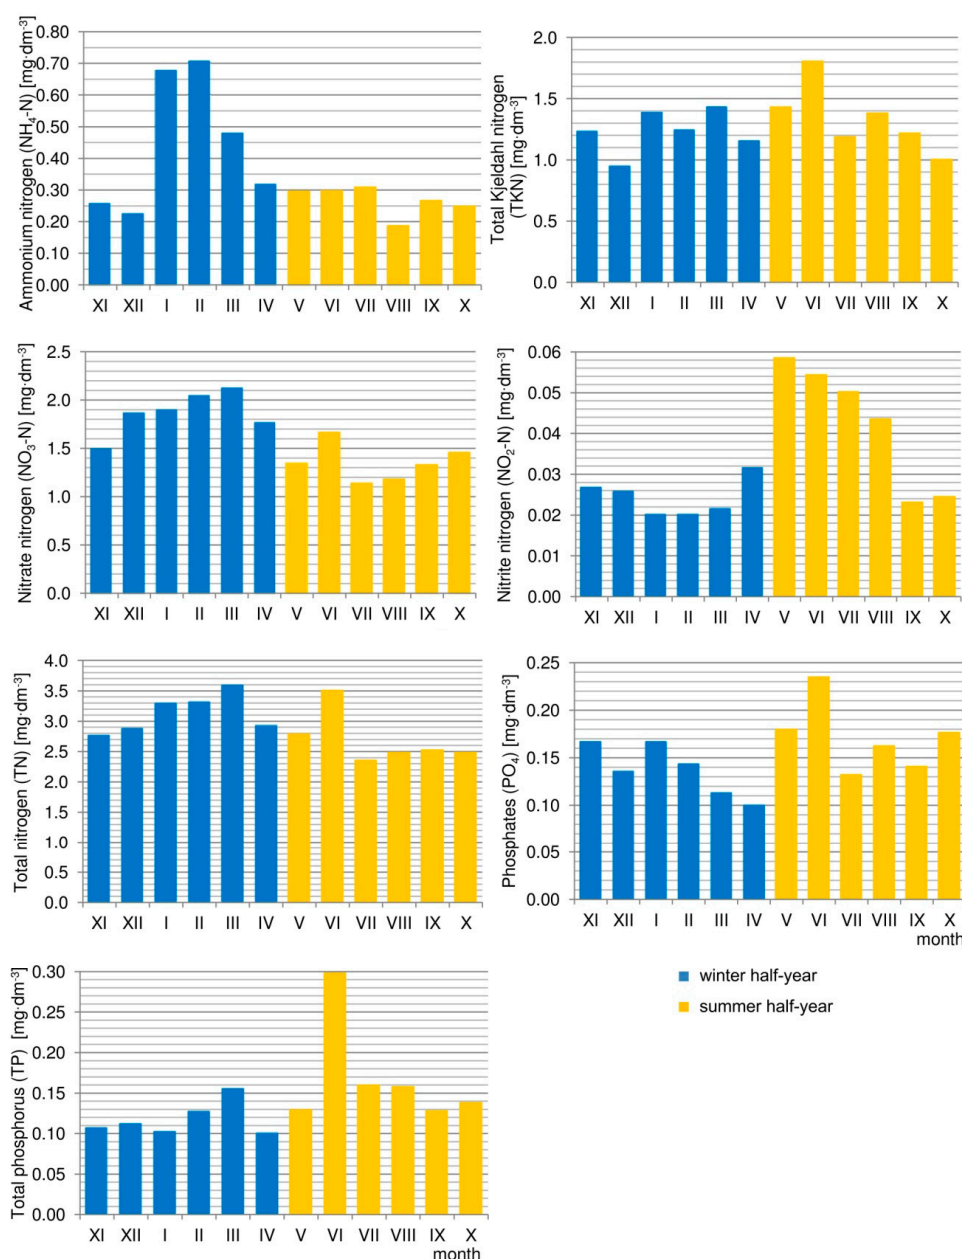 Ammonium nitrogen (NH₄-N) [mg·dm⁻³]
0.80
0.70
0.60
0.50
0.40
0.30
0.20
0.10
0.00
XI XII I II III IV V VI VII VIII IX X
Total Kjeldahl nitrogen
(TKN) [mg·dm⁻³]
2.0
1.5
1.0
0.5
0.0
XI XII I II III IV V VI VII VIII IX X
Nitrate nitrogen (NO₃-N) [mg·dm⁻³]
2.5
2.0
1.5
1.0
0.5
0.0
XI XII I II III IV V VI VII VIII IX X
Nitrite nitrogen (NO₂-N) [mg·dm⁻³]
0.06
0.05
0.04
0.03
0.02
0.01
0.00
XI XII I II III IV V VI VII VIII IX X
Total nitrogen (TN) [mg·dm⁻³]
4.0
3.5
3.0
2.5
2.0
1.5
1.0
0.5
0.0
XI XII I II III IV V VI VII VIII IX X
Phosphates (PO₄) [mg·dm⁻³]
0.25
0.20
0.15
0.10
0.05
0.00
XI XII I II III IV V VI VII VIII IX X
month
Total phosphorus (TP) [mg·dm⁻³]
0.30
0.25
0.20
0.15
0.10
0.05
0.00
XI XII I II III IV V VI VII VIII IX X
month
winter half-year
summer half-year